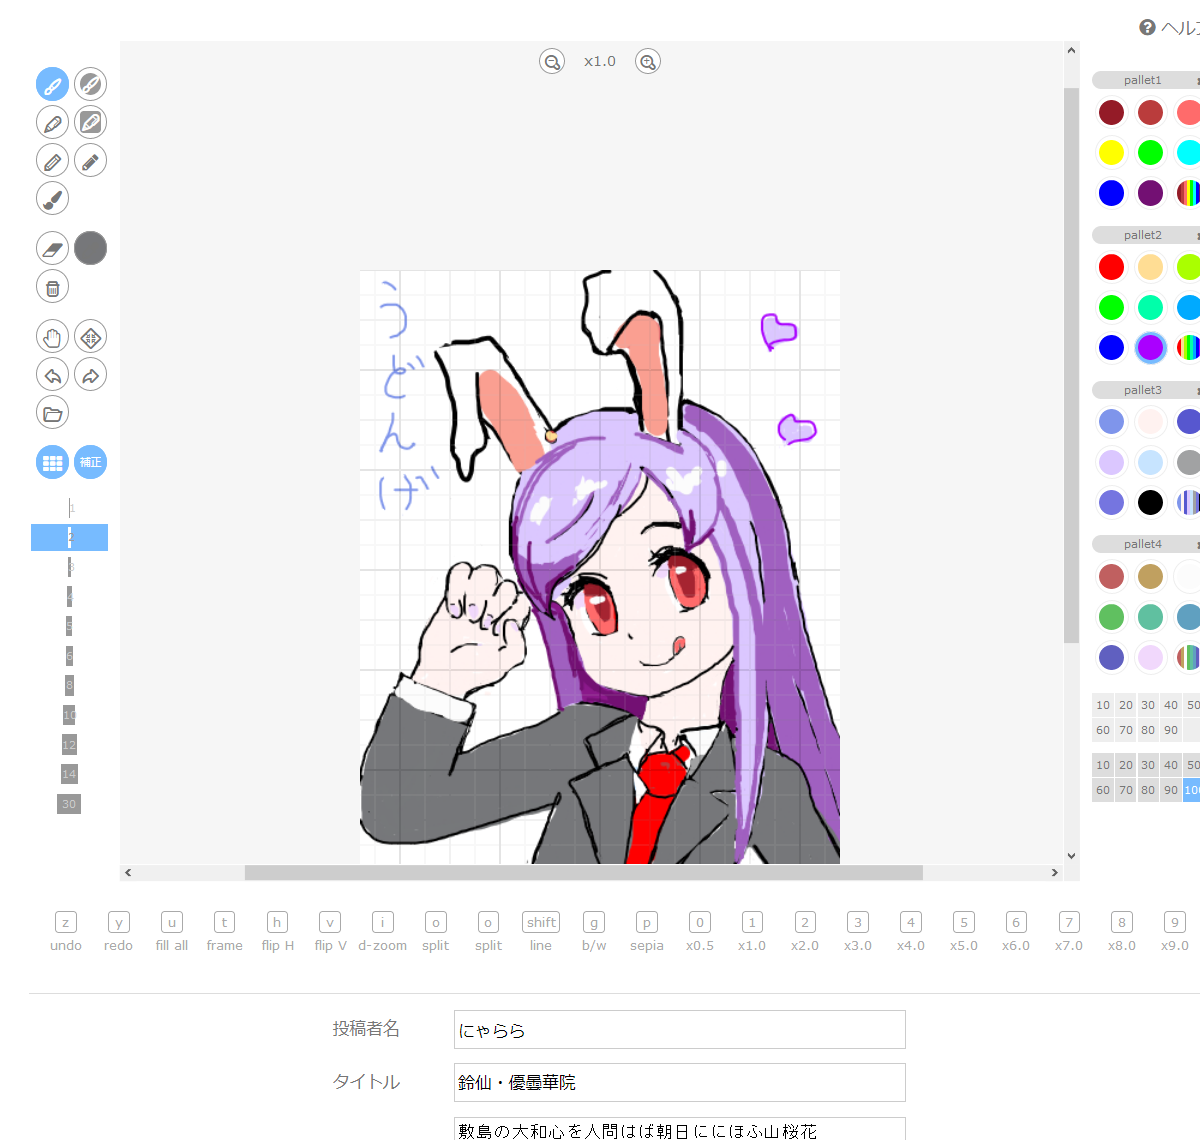 ヘルプ
x1.0
pallet1
pallet2
pallet3
pallet4
うどんげ
補正
1
2
3
4
5
6
8
10
12
14
30
10 20 30 40 50
60 70 80 90
10 20 30 40 50
60 70 80 90 100
z y u t h v i o o shift g p 0 1 2 3 4 5 6 7 8 9
undo redo fill all frame flip H flip V d-zoom split split line b/w sepia x0.5 x1.0 x2.0 x3.0 x4.0 x5.0 x6.0 x7.0 x8.0 x9.0
投稿者名 にゃらら
タイトル 鈴仙・優曇華院
敷島の大和心を人問はば朝日ににほふ山桜花